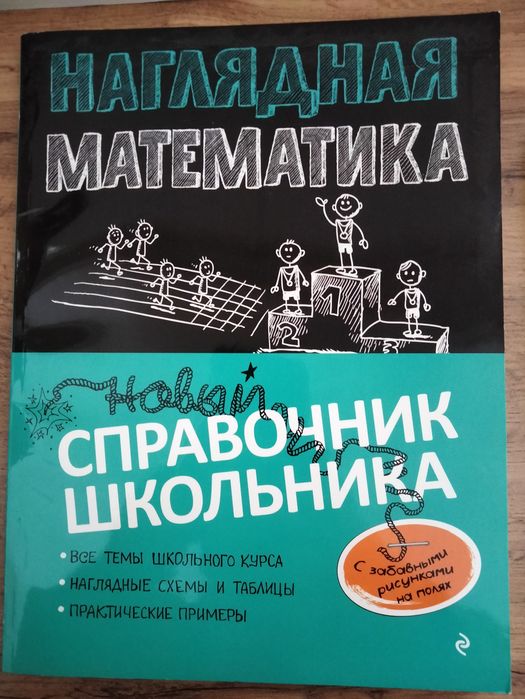 НАГЛЯДНАЯ
МАТЕМАТИКА
1
2
3
новый
СПРАВОЧНИК
ШКОЛЬНИКА
• ВСЕ ТЕМЫ ШКОЛЬНОГО КУРСА
• НАГЛЯДНЫЕ СХЕМЫ И ТАБЛИЦЫ
• ПРАКТИЧЕСКИЕ ПРИМЕРЫ
С забавными
рисунками
на полях